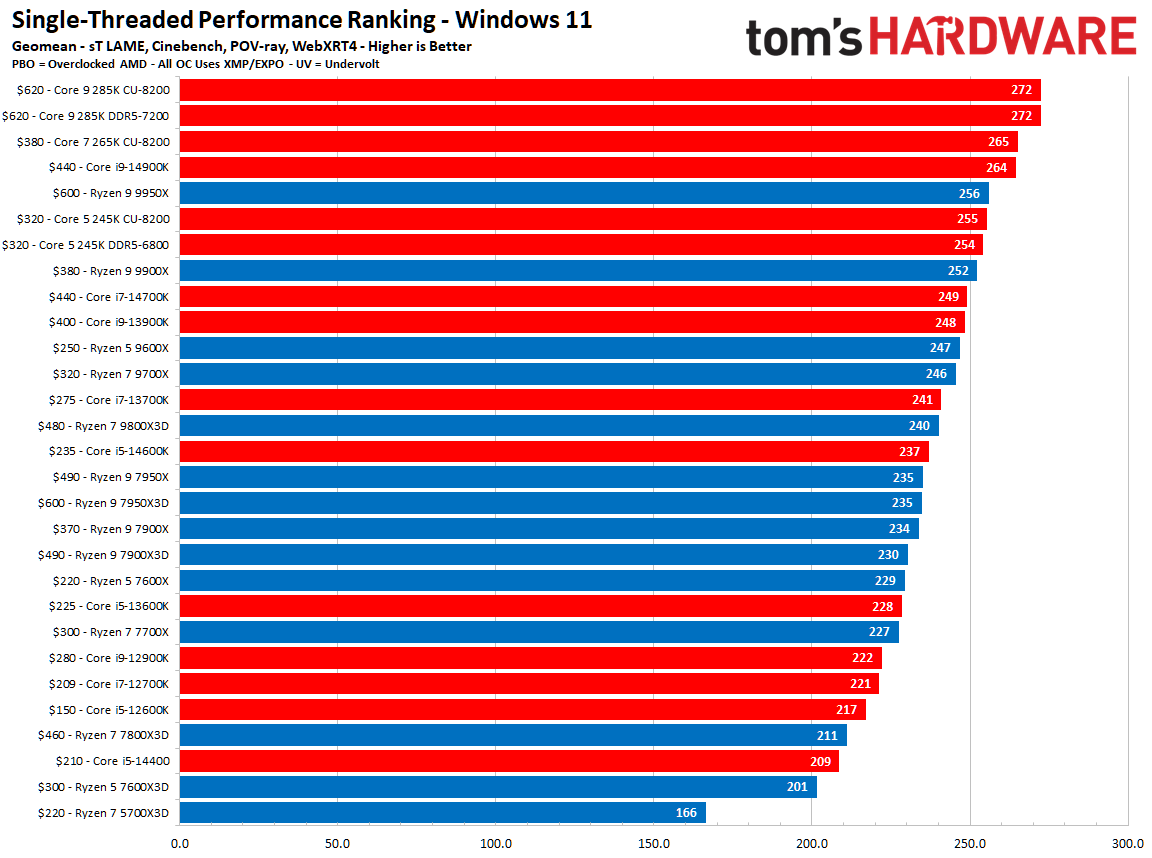 Single-Threaded Performance Ranking - Windows 11
Geomean - sT LAME, Cinebench, POV-ray, WebXRT4 - Higher is Better
PBO = Overclocked AMD - All OC Uses XMP/EXPO - UV = Undervolt
tom'sHARDWARE
$620 - Core 9 285K CU-8200 272
$620 - Core 9 285K DDR5-7200 272
$380 - Core 7 265K CU-8200 265
$440 - Core i9-14900K 264
$600 - Ryzen 9 9950X 256
$320 - Core 5 245K CU-8200 255
$320 - Core 5 245K DDR5-6800 254
$380 - Ryzen 9 9900X 252
$440 - Core i7-14700K 249
$400 - Core i9-13900K 248
$250 - Ryzen 5 9600X 247
$320 - Ryzen 7 9700X 246
$275 - Core i7-13700K 241
$480 - Ryzen 7 9800X3D 240
$235 - Core i5-14600K 237
$490 - Ryzen 9 7950X 235
$600 - Ryzen 9 7950X3D 235
$370 - Ryzen 9 7900X 234
$490 - Ryzen 9 7900X3D 230
$220 - Ryzen 5 7600X 229
$225 - Core i5-13600K 228
$300 - Ryzen 7 7700X 227
$280 - Core i9-12900K 222
$209 - Core i7-12700K 221
$150 - Core i5-12600K 217
$460 - Ryzen 7 7800X3D 211
$210 - Core i5-14400 209
$300 - Ryzen 5 7600X3D 201
$220 - Ryzen 7 5700X3D 166
0.0 50.0 100.0 150.0 200.0 250.0 300.0